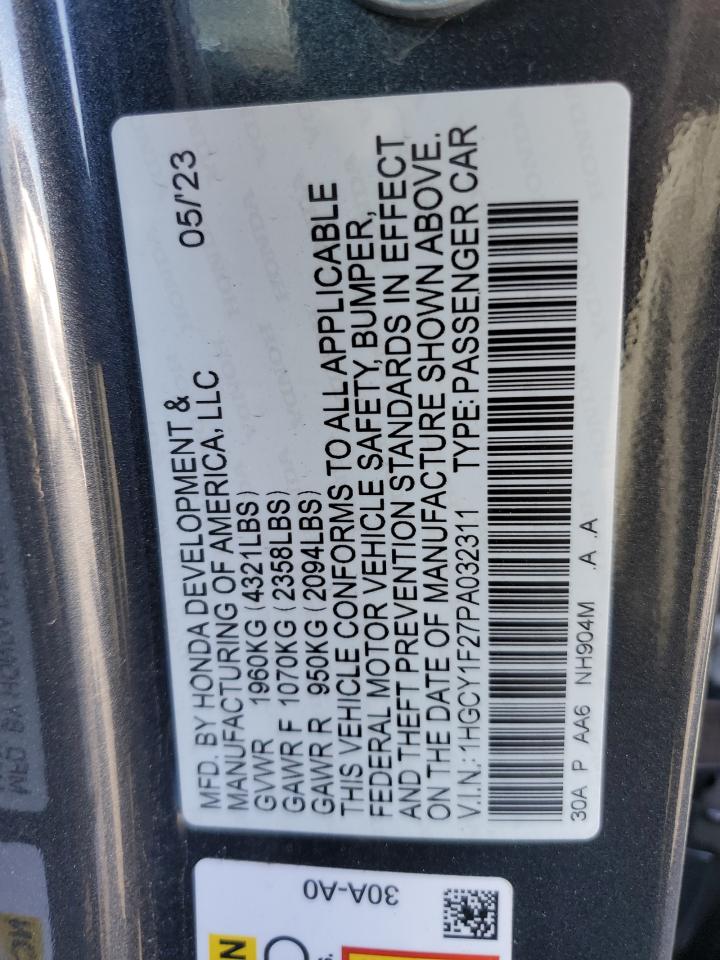 MFD. BY HONDA DEVELOPMENT & 05/'23
MANUFACTURING OF AMERICA, LLC
GVWR 1960KG (4321LBS)
GAWR F 1070KG (2358LBS)
GAWR R 950KG (2094LBS)
THIS VEHICLE CONFORMS TO ALL APPLICABLE
FEDERAL MOTOR VEHICLE SAFETY, BUMPER,
AND THEFT PREVENTION STANDARDS IN EFFECT
ON THE DATE OF MANUFACTURE SHOWN ABOVE.
V.I.N.: 1HGCY1F27PA032311 TYPE: PASSENGER CAR
30A P AA6 NH904M .A .A
30A-A0